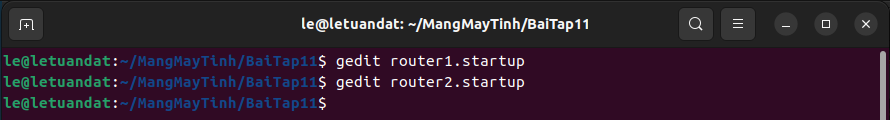 le@letuandat: ~/MangMayTinh/BaiTap11
le@letuandat:~/MangMayTinh/BaiTap11$ gedit router1.startup
le@letuandat:~/MangMayTinh/BaiTap11$ gedit router2.startup
le@letuandat:~/MangMayTinh/BaiTap11$